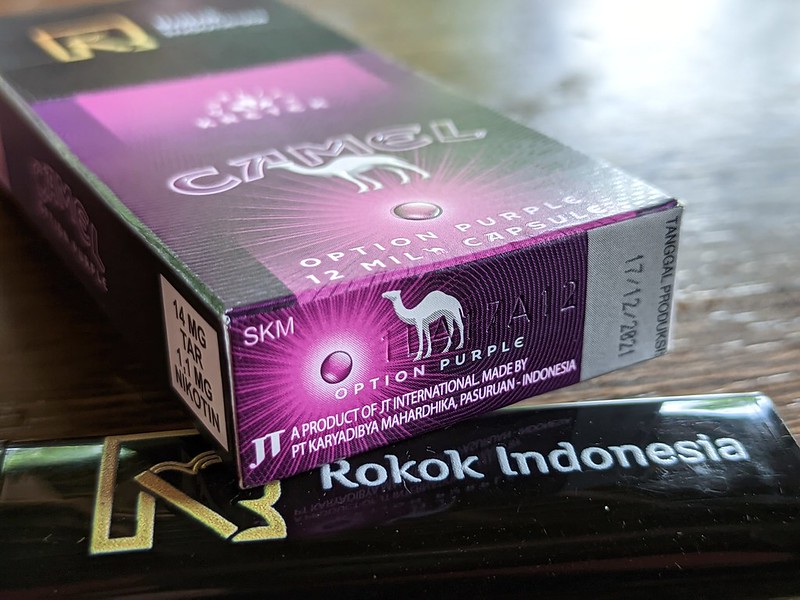 CAMEL
OPTION PURPLE
12 MILD CAPSULE
CAMEL
14 MG
TAR
1.1 MG
NIKOTIN
SKM
OPTION PURPLE
JT A PRODUCT OF JT INTERNATIONAL. MADE BY
PT KARYADIBYA MAHARDHIKA, PASURUAN - INDONESIA
TANGGAL PRODUKSI
17/12/2021
Rokok Indonesia